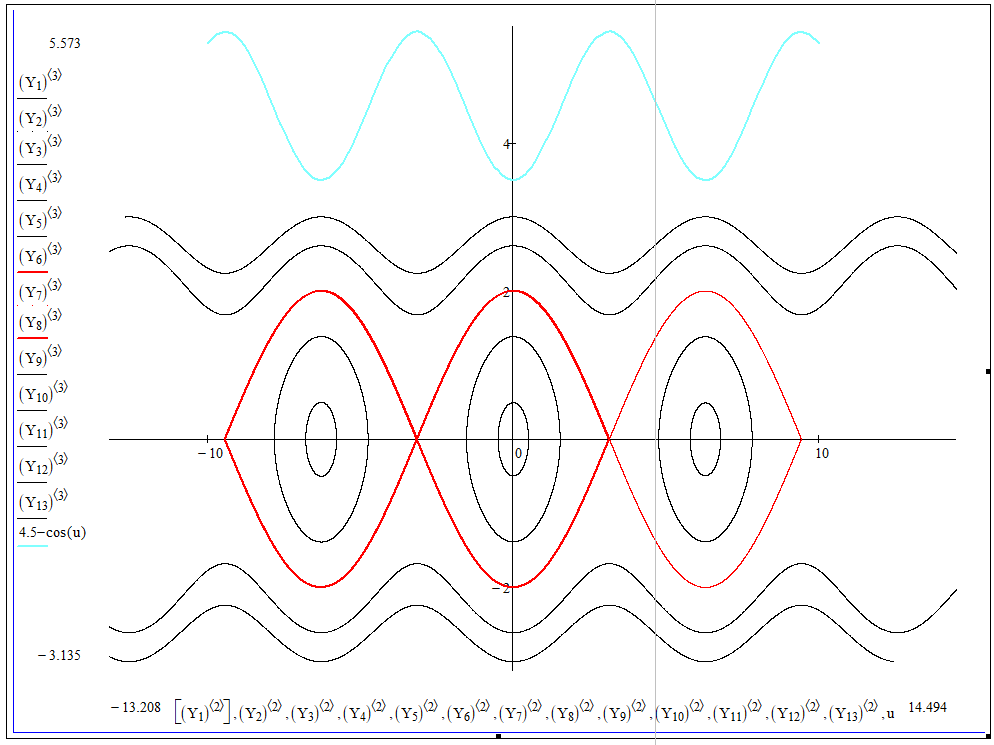 5.573
(Y₁)⟨3⟩
(Y₂)⟨3⟩
(Y₃)⟨3⟩
(Y₄)⟨3⟩
(Y₅)⟨3⟩
(Y₆)⟨3⟩
(Y₇)⟨3⟩
(Y₈)⟨3⟩
(Y₉)⟨3⟩
(Y₁₀)⟨3⟩
(Y₁₁)⟨3⟩
(Y₁₂)⟨3⟩
(Y₁₃)⟨3⟩
4.5−cos(u)
−3.135
4
2
−10 0 10
−2
−13.208 [(Y₁)⟨2⟩],(Y₂)⟨2⟩,(Y₃)⟨2⟩,(Y₄)⟨2⟩,(Y₅)⟨2⟩,(Y₆)⟨2⟩,(Y₇)⟨2⟩,(Y₈)⟨2⟩,(Y₉)⟨2⟩,(Y₁₀)⟨2⟩,(Y₁₁)⟨2⟩,(Y₁₂)⟨2⟩,(Y₁₃)⟨2⟩,u 14.494